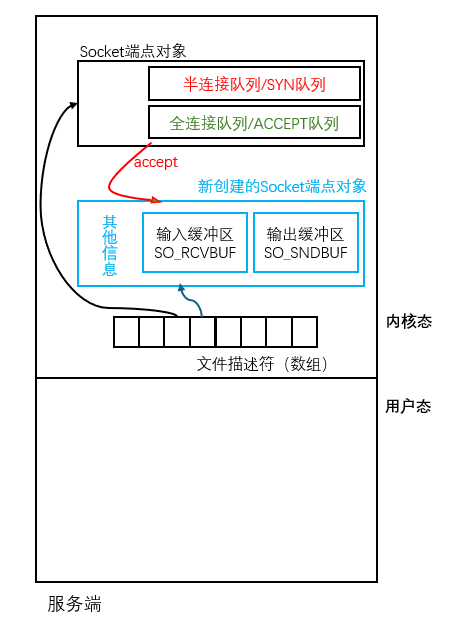 Socket端点对象
半连接队列/SYN队列
全连接队列/ACCEPT队列
accept
新创建的Socket端点对象
其他信息
输入缓冲区
SO_RCVBUF
输出缓冲区
SO_SNDBUF
内核态
文件描述符（数组）
用户态
服务端